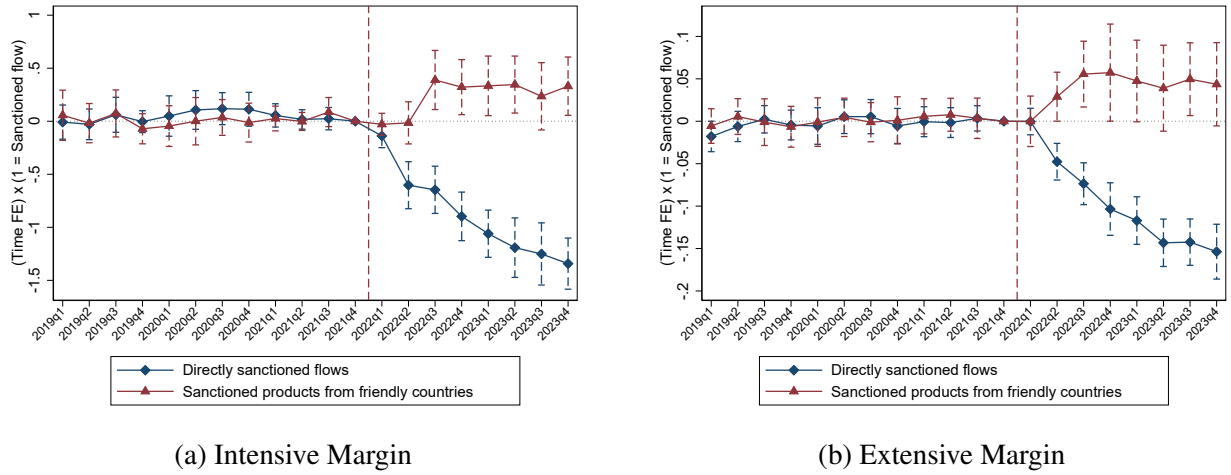 (Time FE) x (1 = Sanctioned flow)
1
.5
0
-.5
-1
-1.5
2019q1
2019q2
2019q3
2019q4
2020q1
2020q2
2020q3
2020q4
2021q1
2021q2
2021q3
2021q4
2022q1
2022q2
2022q3
2022q4
2023q1
2023q2
2023q3
2023q4
Directly sanctioned flows
Sanctioned products from friendly countries
(a) Intensive Margin
(Time FE) x (1 = Sanctioned flow)
.1
.05
0
-.05
-.1
-.15
-.2
2019q1
2019q2
2019q3
2019q4
2020q1
2020q2
2020q3
2020q4
2021q1
2021q2
2021q3
2021q4
2022q1
2022q2
2022q3
2022q4
2023q1
2023q2
2023q3
2023q4
Directly sanctioned flows
Sanctioned products from friendly countries
(b) Extensive Margin